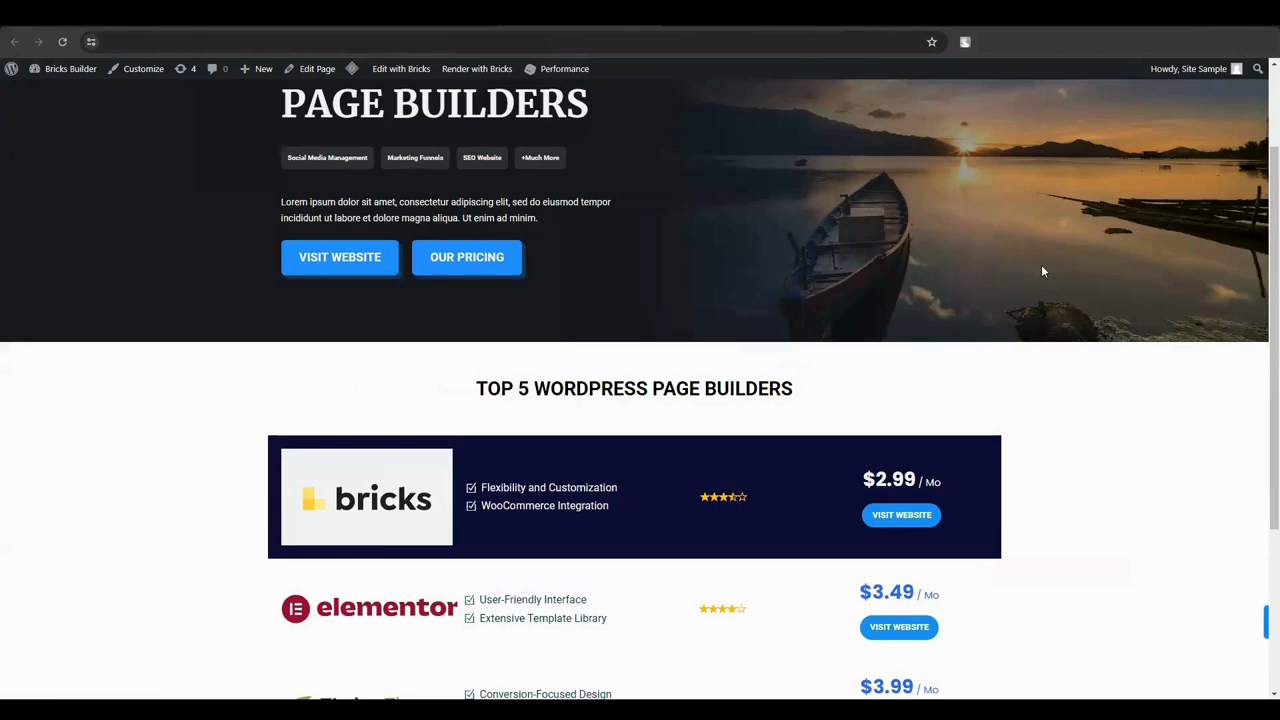 Bricks Builder Customize 4 0 New Edit Page Edit with Bricks Render with Bricks Performance Howdy, Site Sample
PAGE BUILDERS
Social Media Management Marketing Funnels SEO Website +Much More
Lorem ipsum dolor sit amet, consectetur adipiscing elit, sed do eiusmod tempor
incididunt ut labore et dolore magna aliqua. Ut enim ad minim.
VISIT WEBSITE OUR PRICING
TOP 5 WORDPRESS PAGE BUILDERS
bricks
Flexibility and Customization
WooCommerce Integration
$2.99 / Mo
VISIT WEBSITE
elementor
User-Friendly Interface
Extensive Template Library
$3.49 / Mo
VISIT WEBSITE
Conversion-Focused Design
$3.99 / Mo